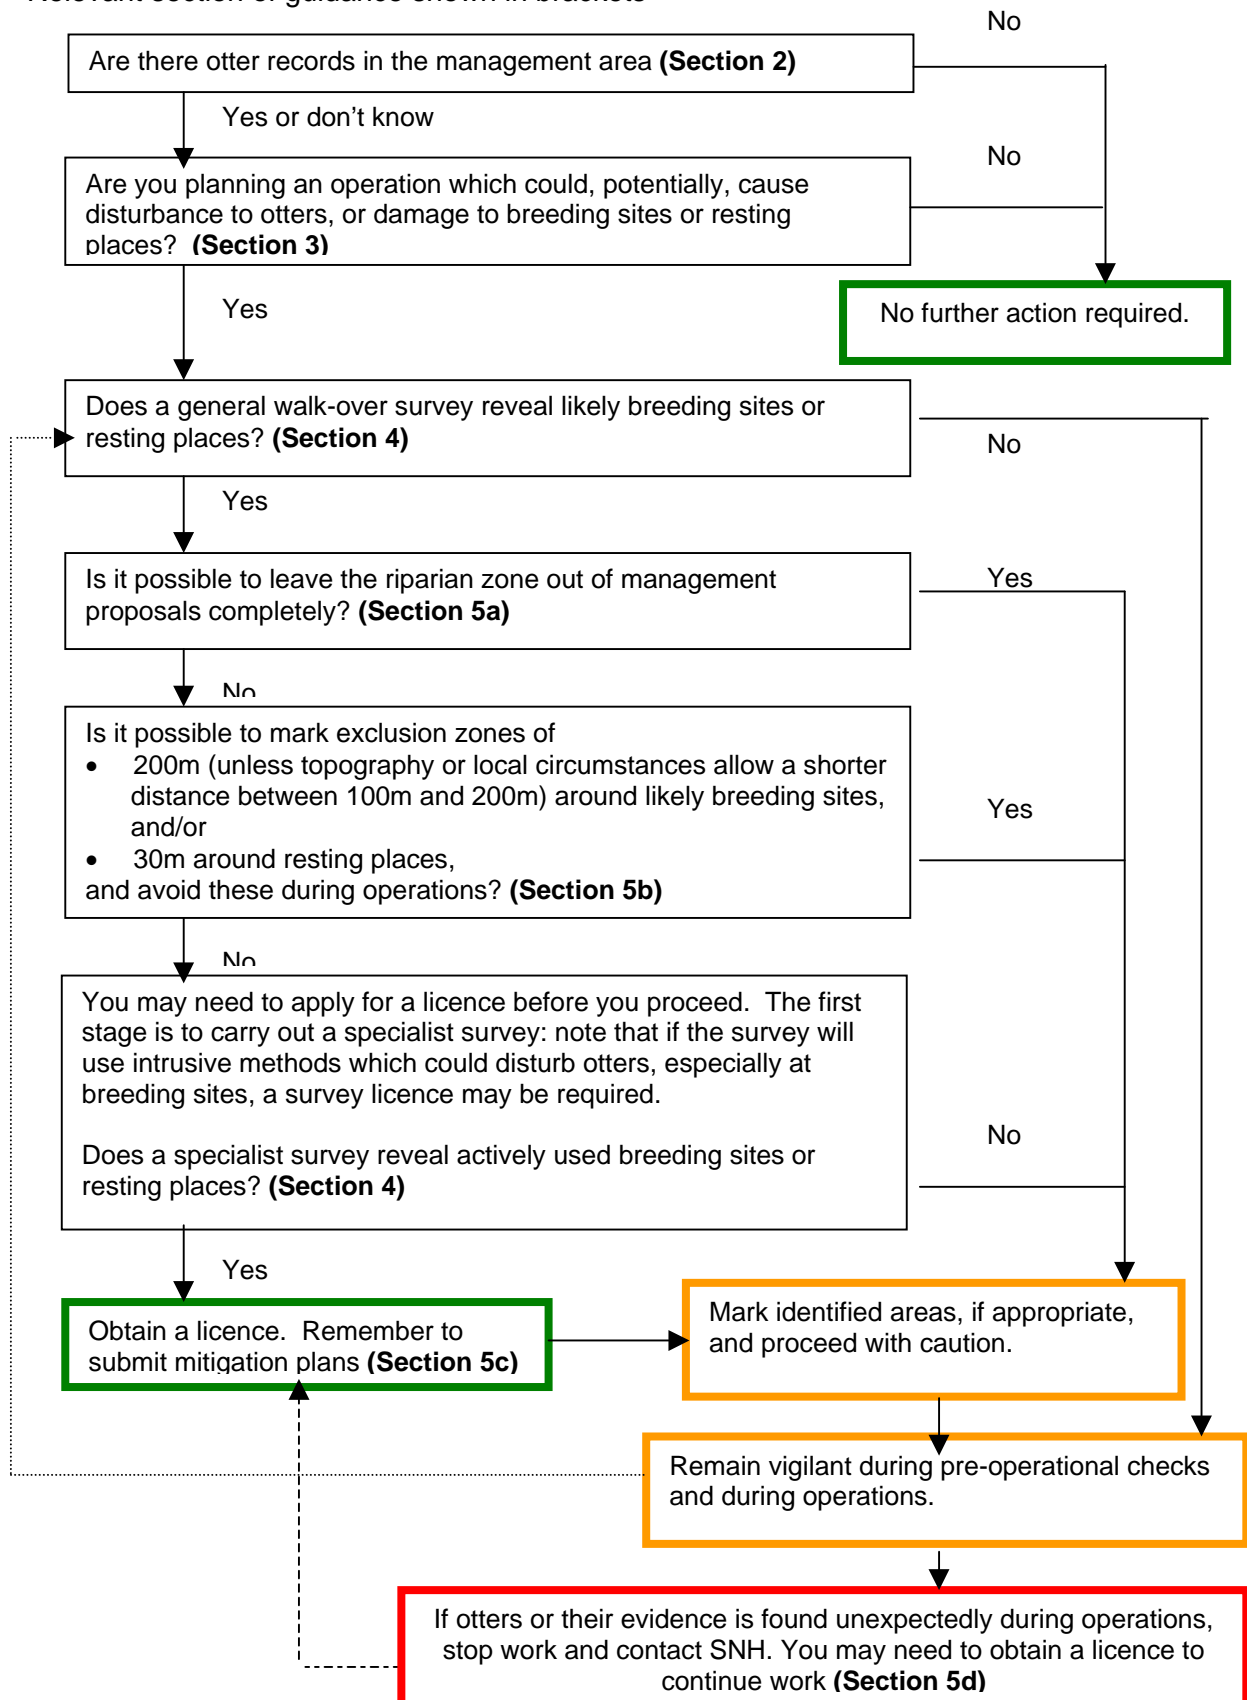 Relevant section of guidance shown in brackets
No
Are there otter records in the management area (Section 2)
Yes or don't know
No
Are you planning an operation which could, potentially, cause
disturbance to otters, or damage to breeding sites or resting
places? (Section 3)
Yes
No further action required.
Does a general walk-over survey reveal likely breeding sites or
resting places? (Section 4)
No
Yes
Is it possible to leave the riparian zone out of management
proposals completely? (Section 5a)
Yes
No
Is it possible to mark exclusion zones of
• 200m (unless topography or local circumstances allow a shorter
distance between 100m and 200m) around likely breeding sites,
and/or
• 30m around resting places,
and avoid these during operations? (Section 5b)
Yes
No
You may need to apply for a licence before you proceed. The first
stage is to carry out a specialist survey: note that if the survey will
use intrusive methods which could disturb otters, especially at
breeding sites, a survey licence may be required.
Does a specialist survey reveal actively used breeding sites or
resting places? (Section 4)
No
Yes
Obtain a licence. Remember to
submit mitigation plans (Section 5c)
Mark identified areas, if appropriate,
and proceed with caution.
Remain vigilant during pre-operational checks
and during operations.
If otters or their evidence is found unexpectedly during operations,
stop work and contact SNH. You may need to obtain a licence to
continue work (Section 5d)